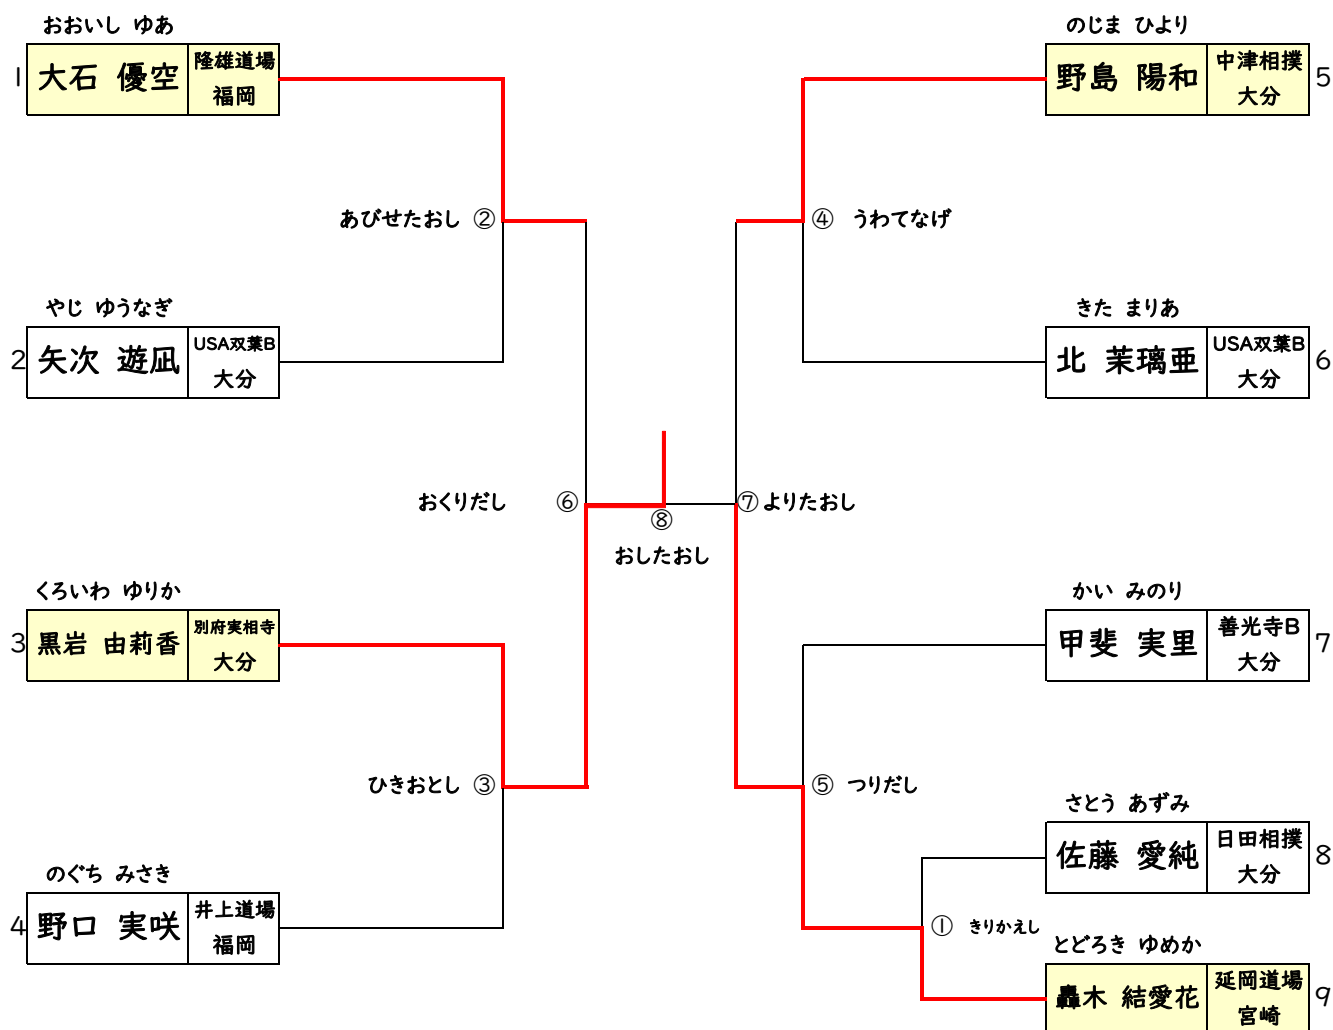 おおいし ゆあ
1 大石 優空 隆雄道場
福岡
あびせたおし ②
やじ ゆうなぎ
2 矢次 遊凪 USA双葉B
大分
おくりだし ⑥
くろいわ ゆりか
3 黒岩 由莉香 別府実相寺
大分
ひきおとし ③
のぐち みさき
4 野口 実咲 井上道場
福岡
⑧
おしたおし
のじま ひより
野島 陽和 中津相撲 5
大分
④ うわてなげ
きた まりあ
北 茉璃亜 USA双葉B 6
大分
⑦ よりたおし
かい みのり
甲斐 実里 善光寺B 7
大分
⑤ つりだし
さとう あずみ
佐藤 愛純 日田相撲 8
大分
① きりかえし
とどろき ゆめか
轟木 結愛花 延岡道場 9
宮崎